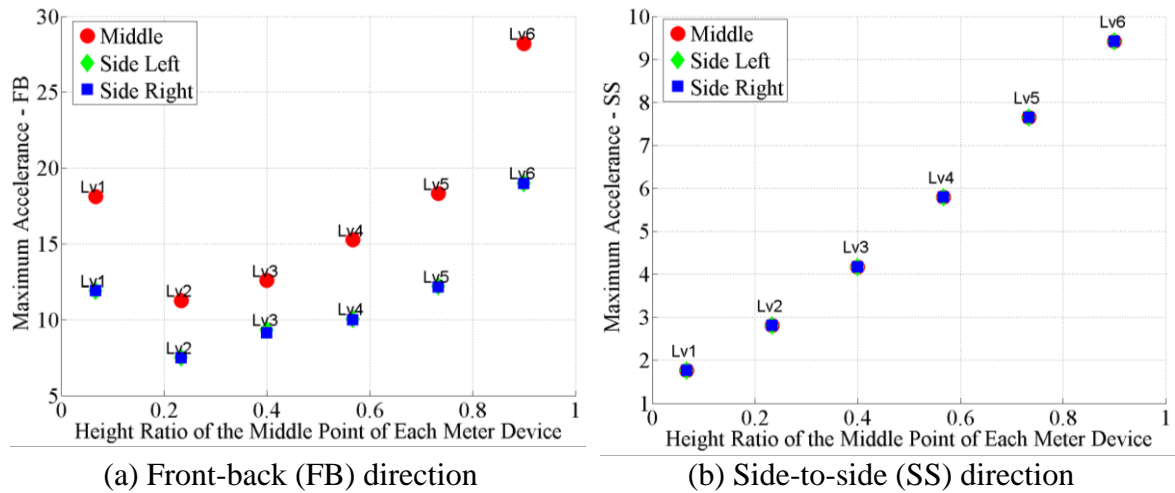 30
25
20
15
10
5
0
0.2
0.4
0.6
0.8
1
Maximum Accelerance - FB
Height Ratio of the Middle Point of Each Meter Device
Middle
Side Left
Side Right
Lv1
Lv2
Lv3
Lv4
Lv5
Lv6
Lv1
Lv2
Lv3
Lv4
Lv5
Lv6
(a) Front-back (FB) direction
10
9
8
7
6
5
4
3
2
1
0
0.2
0.4
0.6
0.8
1
Maximum Accelerance - SS
Height Ratio of the Middle Point of Each Meter Device
Middle
Side Left
Side Right
Lv1
Lv2
Lv3
Lv4
Lv5
Lv6
(b) Side-to-side (SS) direction